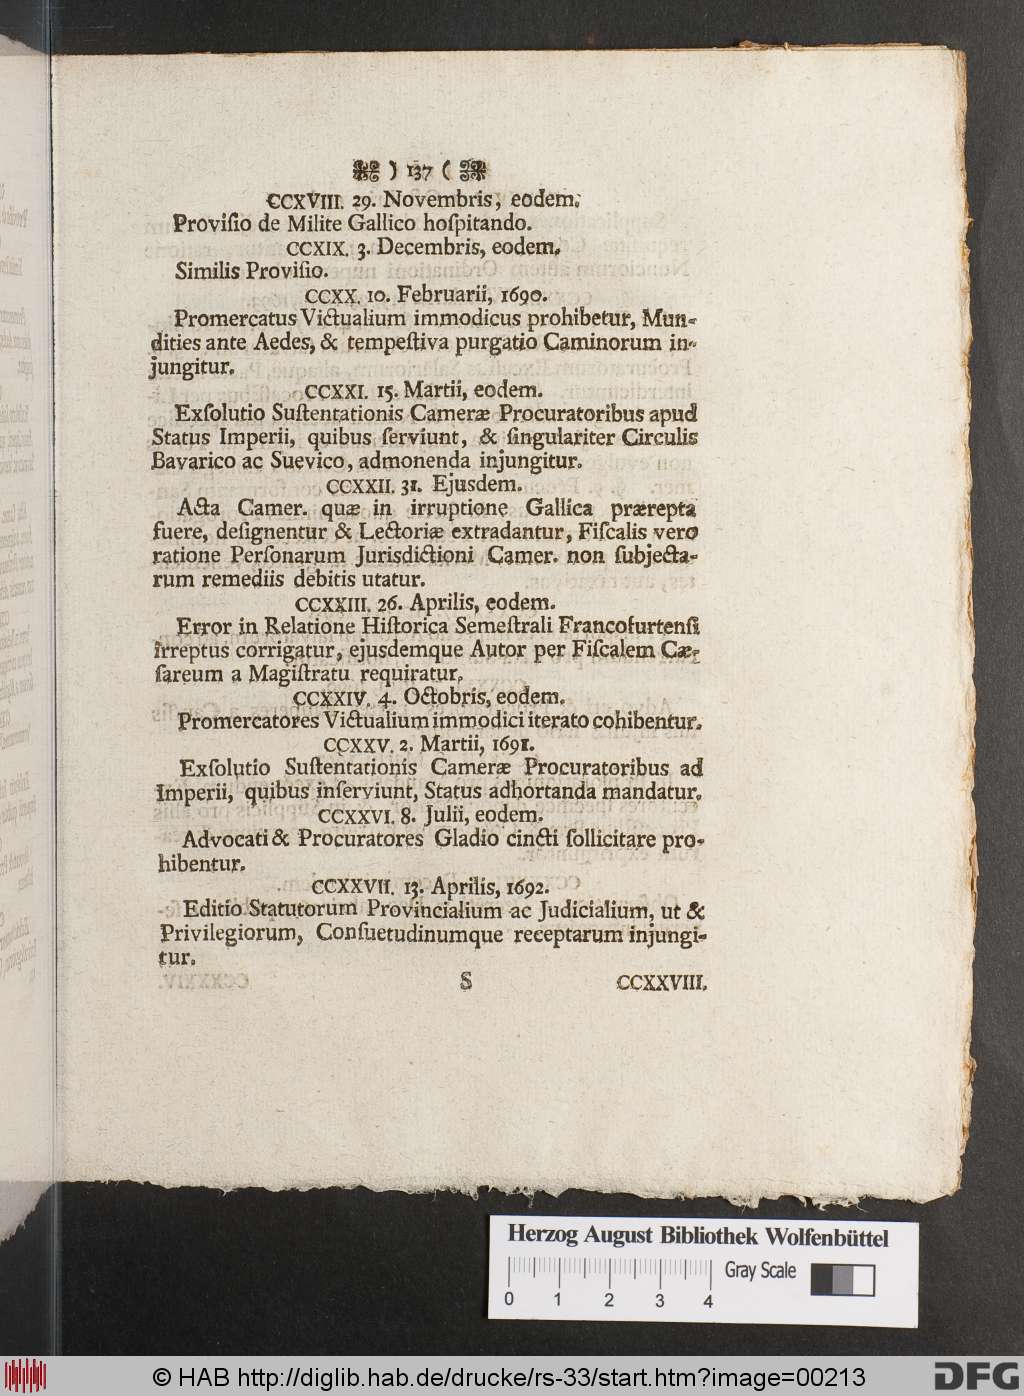 ) 137 (
CCXVIII. 29. Novembris, eodem.
Proviſio de Milite Gallico hoſpitando.
CCXIX. 3. Decembris, eodem.
Similis Proviſio.
CCXX. 10. Februarii, 1690.
Promercatus Victualium immodicus prohibetur, Mun-
dities ante Aedes, & tempeſtiva purgatio Caminorum in-
jungitur.
CCXXI. 15. Martii, eodem.
Exſolutio Suſtentationis Cameræ Procuratoribus apud
Status Imperii, quibus ſerviunt, & ſingulariter Circulis
Bavarico ac Suevico, admonenda injungitur.
CCXXII. 31. Ejusdem.
Acta Camer. quæ in irruptione Gallica prærepta
fuere, deſignentur & Lectoriæ extradantur, Fiſcalis vero
ratione Perſonarum Jurisdictioni Camer. non ſubjecta-
rum remediis debitis utatur.
CCXXIII. 26. Aprilis, eodem.
Error in Relatione Hiſtorica Semeſtrali Francofurtenſi
irreptus corrigatur, ejusdemque Autor per Fiſcalem Cæ-
ſareum a Magiſtratu requiratur.
CCXXIV. 4. Octobris, eodem.
Promercatores Victualium immodici iterato cohibentur.
CCXXV. 2. Martii, 1691.
Exſolutio Suſtentationis Cameræ Procuratoribus ad
Imperii, quibus inſerviunt, Status adhortanda mandatur.
CCXXVI. 8. Julii, eodem.
Advocati & Procuratores Gladio cincti ſollicitare pro-
hibentur.
CCXXVII. 13. Aprilis, 1692.
Editio Statutorum Provincialium ac Judicialium, ut &
Privilegiorum, Conſuetudinumque receptarum injungi-
tur.
S CCXXVIII.
Herzog August Bibliothek Wolfenbüttel
Gray Scale
0 1 2 3 4
© HAB http://diglib.hab.de/drucke/rs-33/start.htm?image=00213
DFG